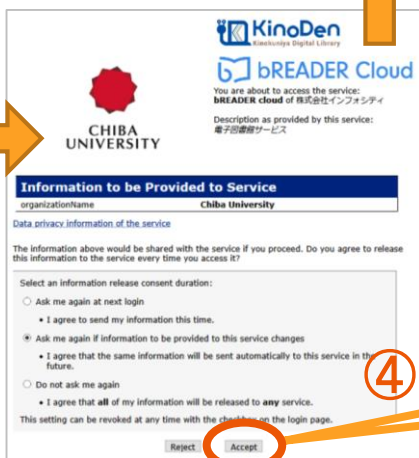 KinoDen
Kinokuniya Digital Library
bREADER Cloud
You are about to access the service:
bREADER cloud of 株式会社インフォシティ
Description as provided by this service:
電子図書館サービス
CHIBA
UNIVERSITY
Information to be Provided to Service
organizationName Chiba University
Data privacy information of the service
The information above would be shared with the service if you proceed. Do you agree to release
this information to the service every time you access it?
Select an information release consent duration:
Ask me again at next login
• I agree to send my information this time.
Ask me again if information to be provided to this service changes
• I agree that the same information will be sent automatically to this service in the
future.
Do not ask me again
• I agree that all of my information will be released to any service.
This setting can be revoked at any time with the checkbox on the login page.
④
Reject Accept